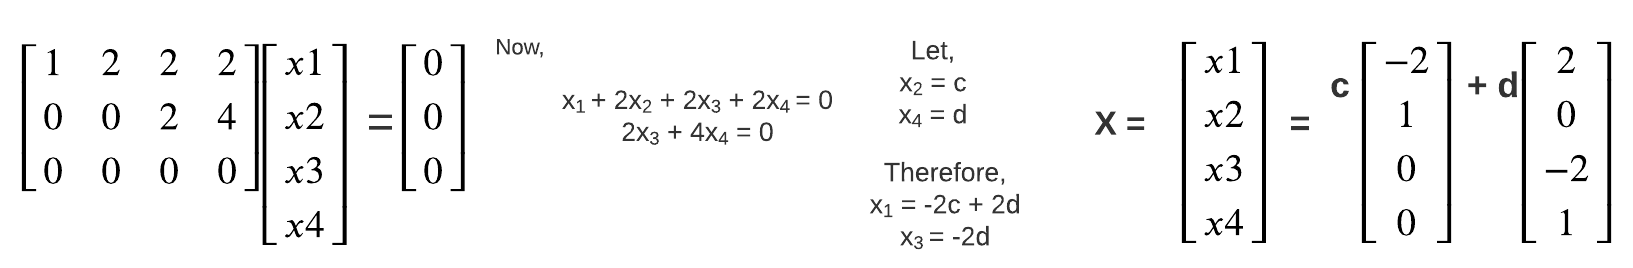 [1 2 2 2
0 0 2 4
0 0 0 0] [x1
x2
x3
x4] = [0
0
0]
Now,
x₁ + 2x₂ + 2x₃ + 2x₄ = 0
2x₃ + 4x₄ = 0
Let,
x₂ = c
x₄ = d
Therefore,
x₁ = -2c + 2d
x₃ = -2d
X = [x1
x2
x3
x4] = c [−2
1
0
0] + d [2
0
−2
1]